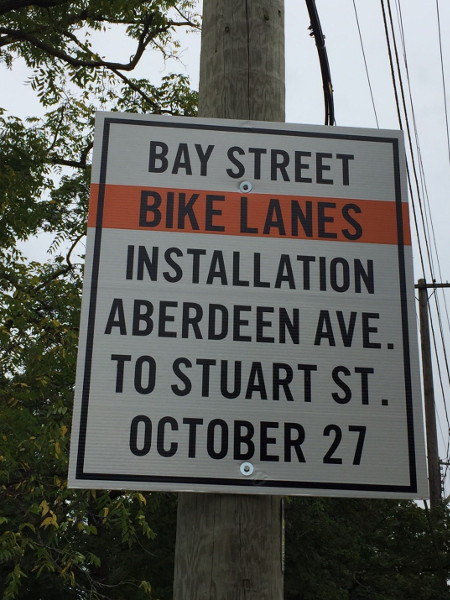 BAY STREET
BIKE LANES
INSTALLATION
ABERDEEN AVE.
TO STUART ST.
OCTOBER 27